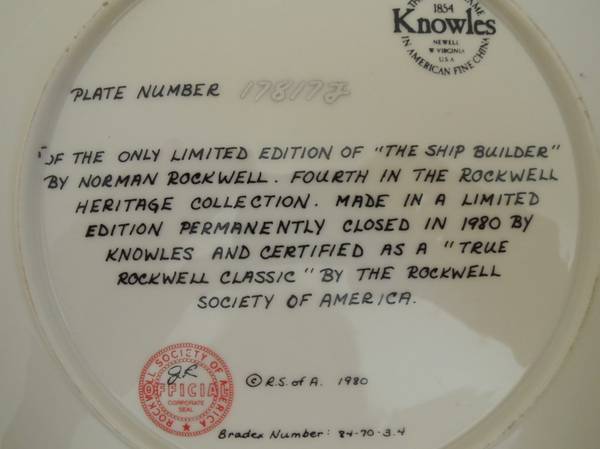 1854
Knowles
NEWELL
W VIRGINIA
U.S.A
IN AMERICAN FINE CHINA
PLATE NUMBER 17817J
OF THE ONLY LIMITED EDITION OF "THE SHIP BUILDER"
BY NORMAN ROCKWELL. FOURTH IN THE ROCKWELL
HERITAGE COLLECTION. MADE IN A LIMITED
EDITION PERMANENTLY CLOSED IN 1980 BY
KNOWLES AND CERTIFIED AS A "TRUE
ROCKWELL CLASSIC" BY THE ROCKWELL
SOCIETY OF AMERICA.
ROCKWELL SOCIETY OF AMERICA
JR
OFFICIAL
CORPORATE
SEAL
© R.S. of A. 1980
Bradex Number: 84-70-3.4